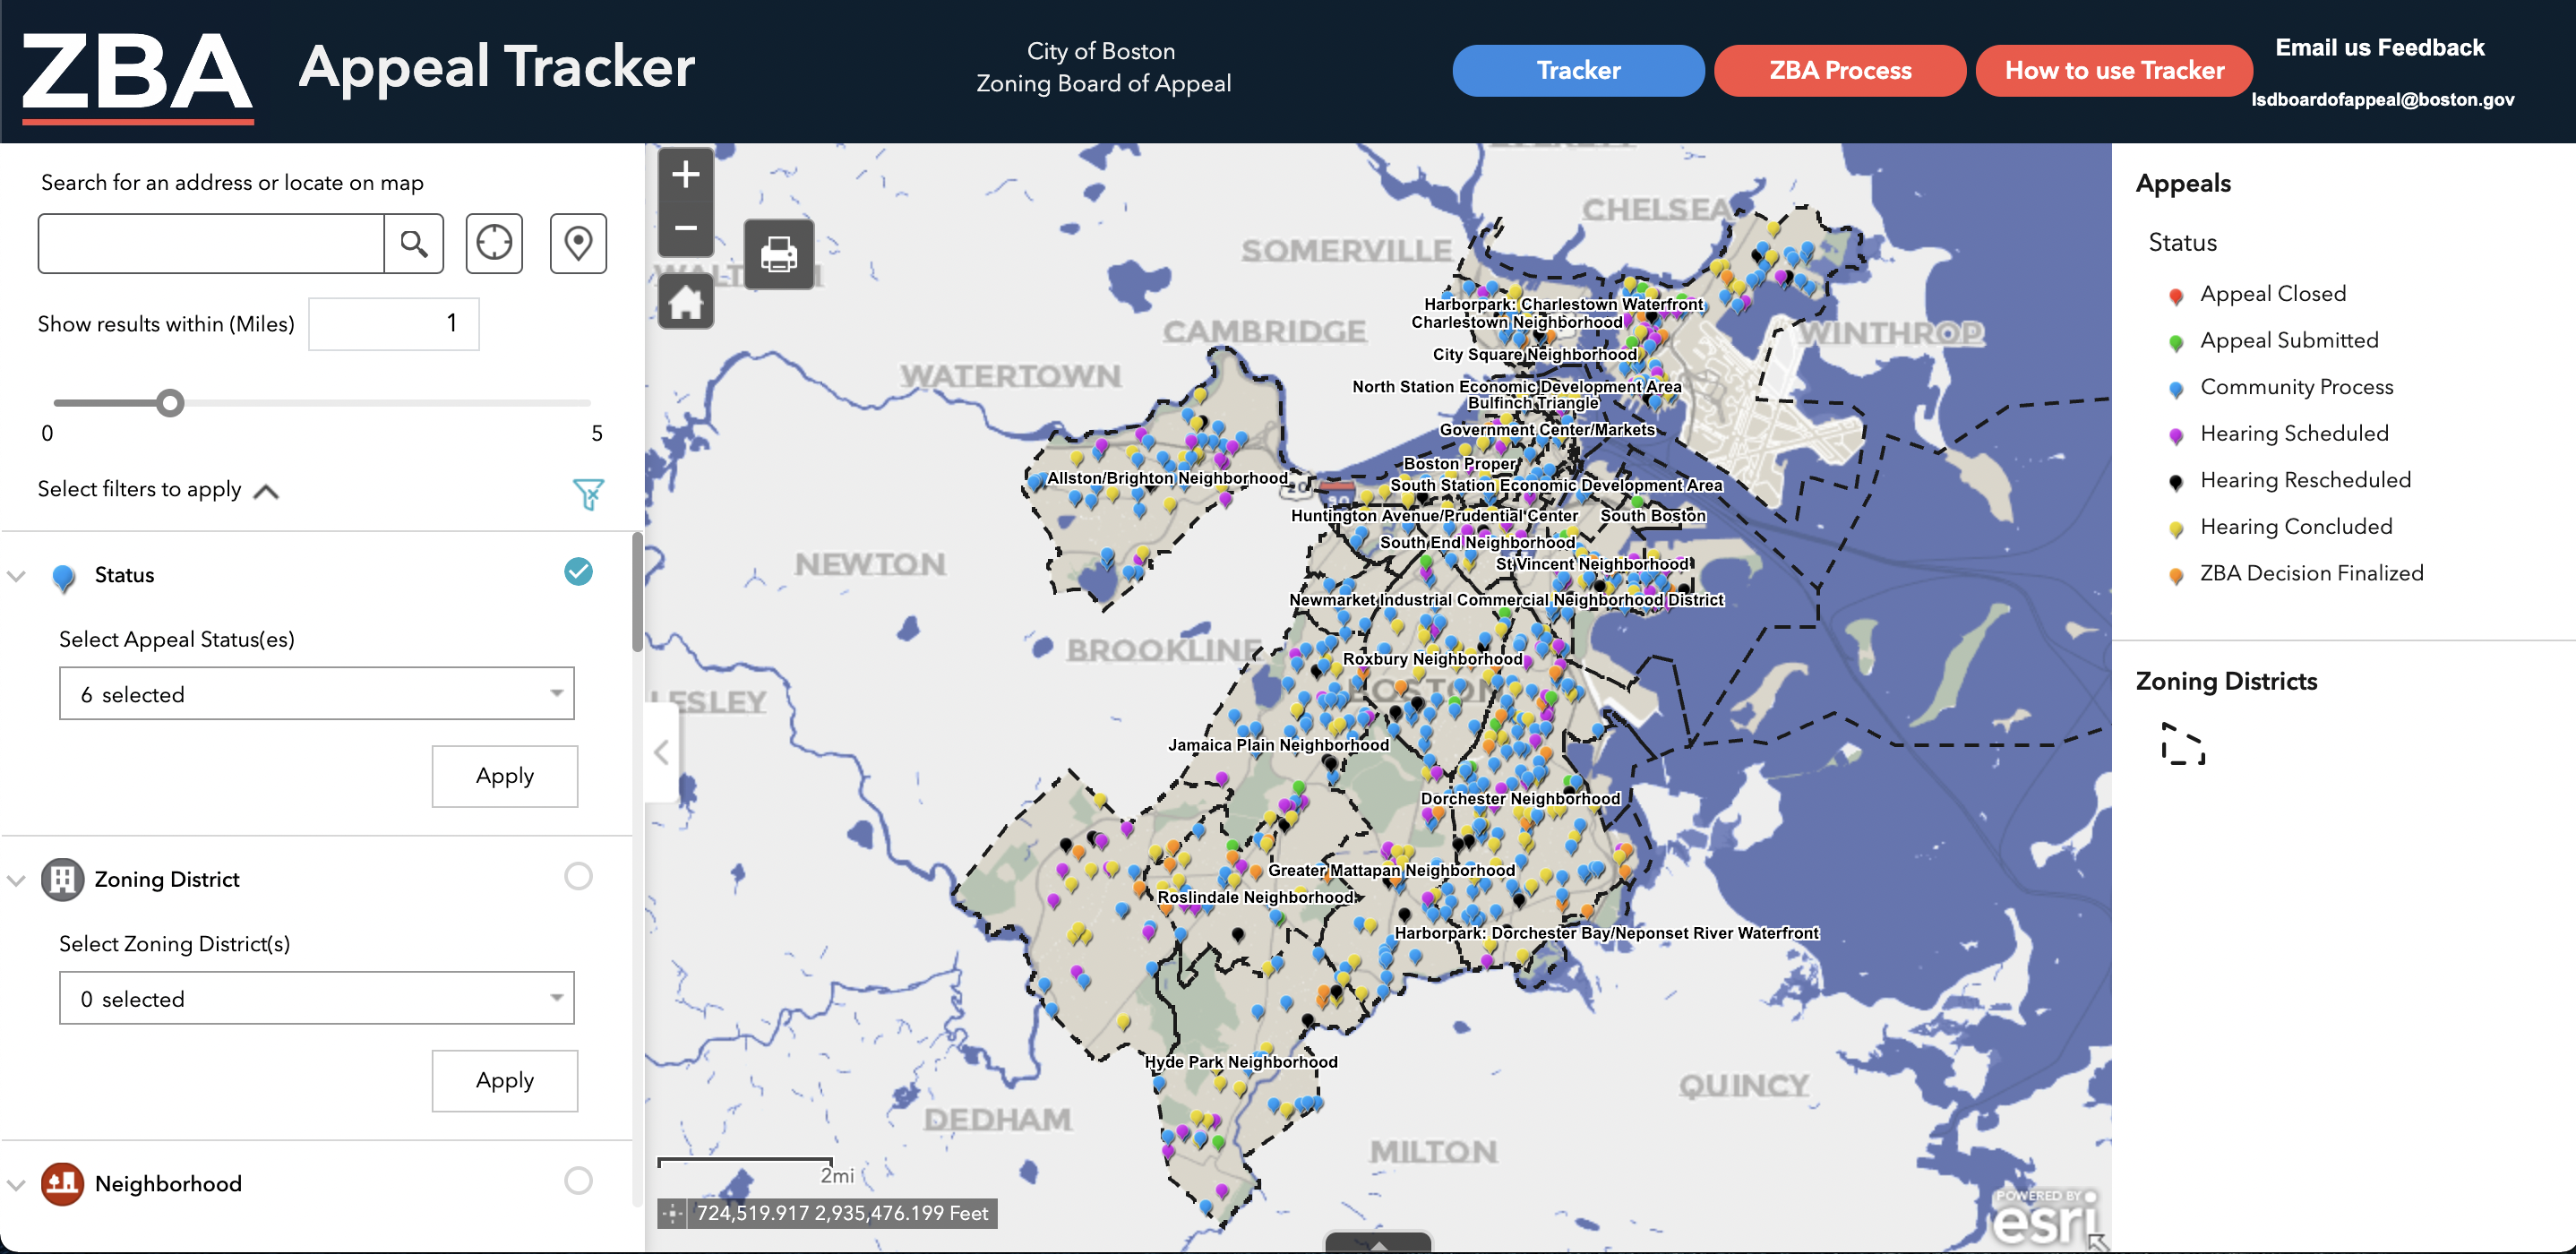 ZBA
Appeal Tracker
City of Boston
Zoning Board of Appeal
Tracker
ZBA Process
How to use Tracker
Email us Feedback
lsdboardofappeal@boston.gov
Search for an address or locate on map
Show results within (Miles)
1
0
5
Select filters to apply
Status
Select Appeal Status(es)
6 selected
Apply
Zoning District
Select Zoning District(s)
0 selected
Apply
Neighborhood
CHELSEA
SOMERVILLE
Harborpark: Charlestown Waterfront
Charlestown Neighborhood
CAMBRIDGE
WINTHROP
City Square Neighborhood
WATERTOWN
North Station Economic Development Area
Bulfinch Triangle
Government Center/Markets
Boston Proper
Allston/Brighton Neighborhood
20
90
South Station Economic Development Area
Huntington Avenue/Prudential Center
South Boston
South End Neighborhood
NEWTON
St Vincent Neighborhood
Newmarket Industrial Commercial Neighborhood District
BROOKLINE
Roxbury Neighborhood
BOSTON
LESLEY
Jamaica Plain Neighborhood
Dorchester Neighborhood
Greater Mattapan Neighborhood
Roslindale Neighborhood
Harborpark: Dorchester Bay/Neponset River Waterfront
Hyde Park Neighborhood
QUINCY
DEDHAM
MILTON
2mi
724,519.917 2,935,476.199 Feet
POWERED BY
esri
Appeals
Status
Appeal Closed
Appeal Submitted
Community Process
Hearing Scheduled
Hearing Rescheduled
Hearing Concluded
ZBA Decision Finalized
Zoning Districts